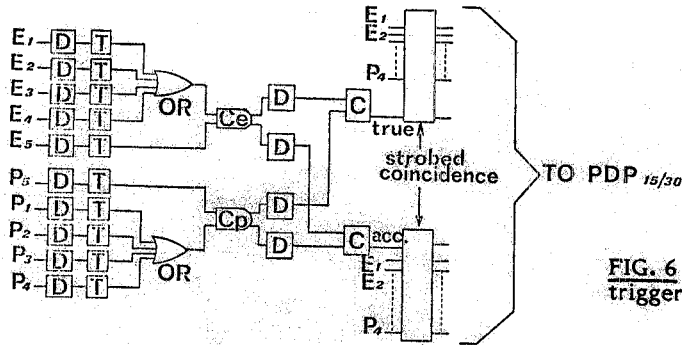 E1 D T
E2 D T
E3 D T
E4 D T
E5 D T
OR
Ce
D
D
P5 D T
P1 D T
P2 D T
P3 D T
P4 D T
OR
Cp
D
D
C
C
E1
E2
P4
true
strobed
coincidence
acc.
E1
E2
P4
TO PDP 15/30
FIG. 6
trigger